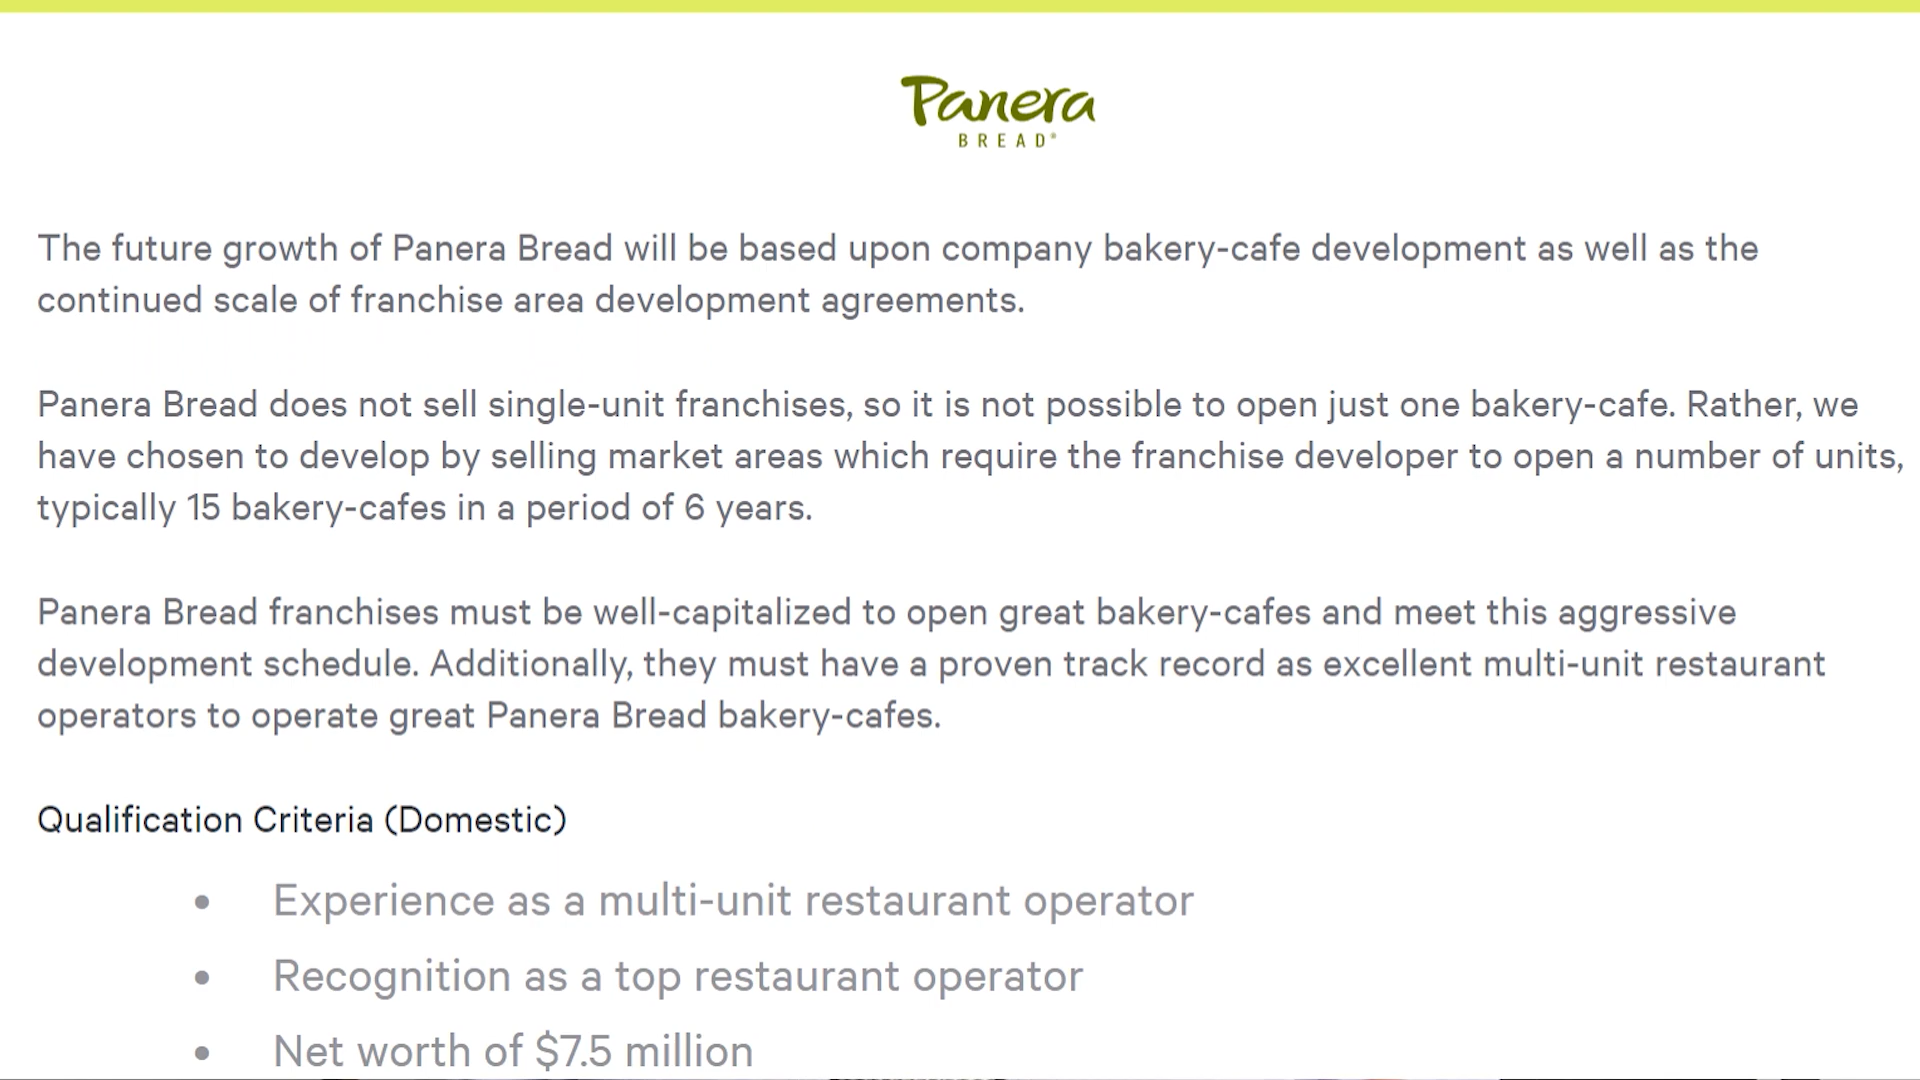 Panera
BREAD®
The future growth of Panera Bread will be based upon company bakery-cafe development as well as the
continued scale of franchise area development agreements.
Panera Bread does not sell single-unit franchises, so it is not possible to open just one bakery-cafe. Rather, we
have chosen to develop by selling market areas which require the franchise developer to open a number of units,
typically 15 bakery-cafes in a period of 6 years.
Panera Bread franchises must be well-capitalized to open great bakery-cafes and meet this aggressive
development schedule. Additionally, they must have a proven track record as excellent multi-unit restaurant
operators to operate great Panera Bread bakery-cafes.
Qualification Criteria (Domestic)
• Experience as a multi-unit restaurant operator
• Recognition as a top restaurant operator
• Net worth of $7.5 million